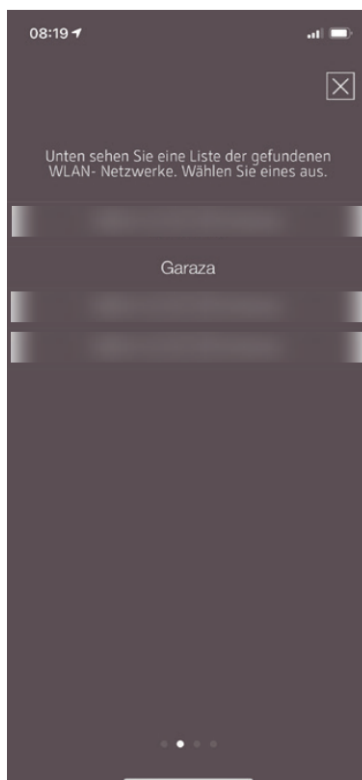 08:19
Unten sehen Sie eine Liste der gefundenen
WLAN- Netzwerke. Wählen Sie eines aus.
Garaza